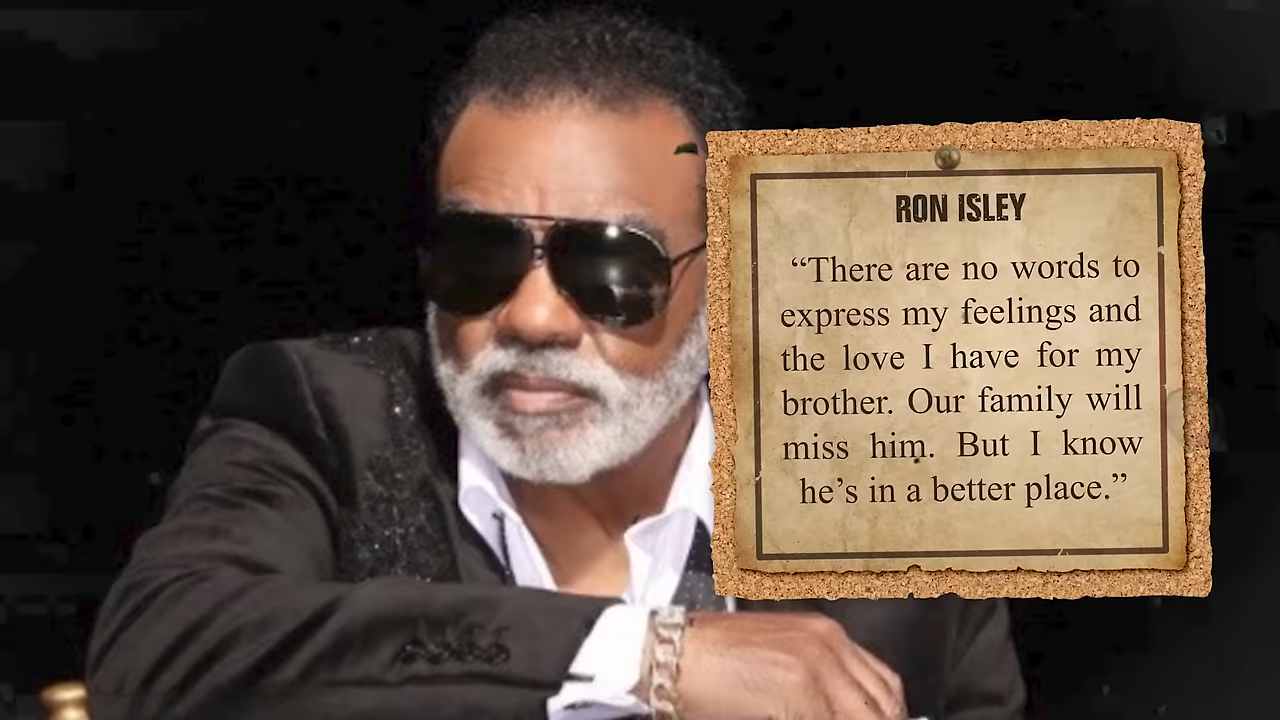 RON ISLEY
“There are no words to
express my feelings and
the love I have for my
brother. Our family will
miss him. But I know
he’s in a better place.”